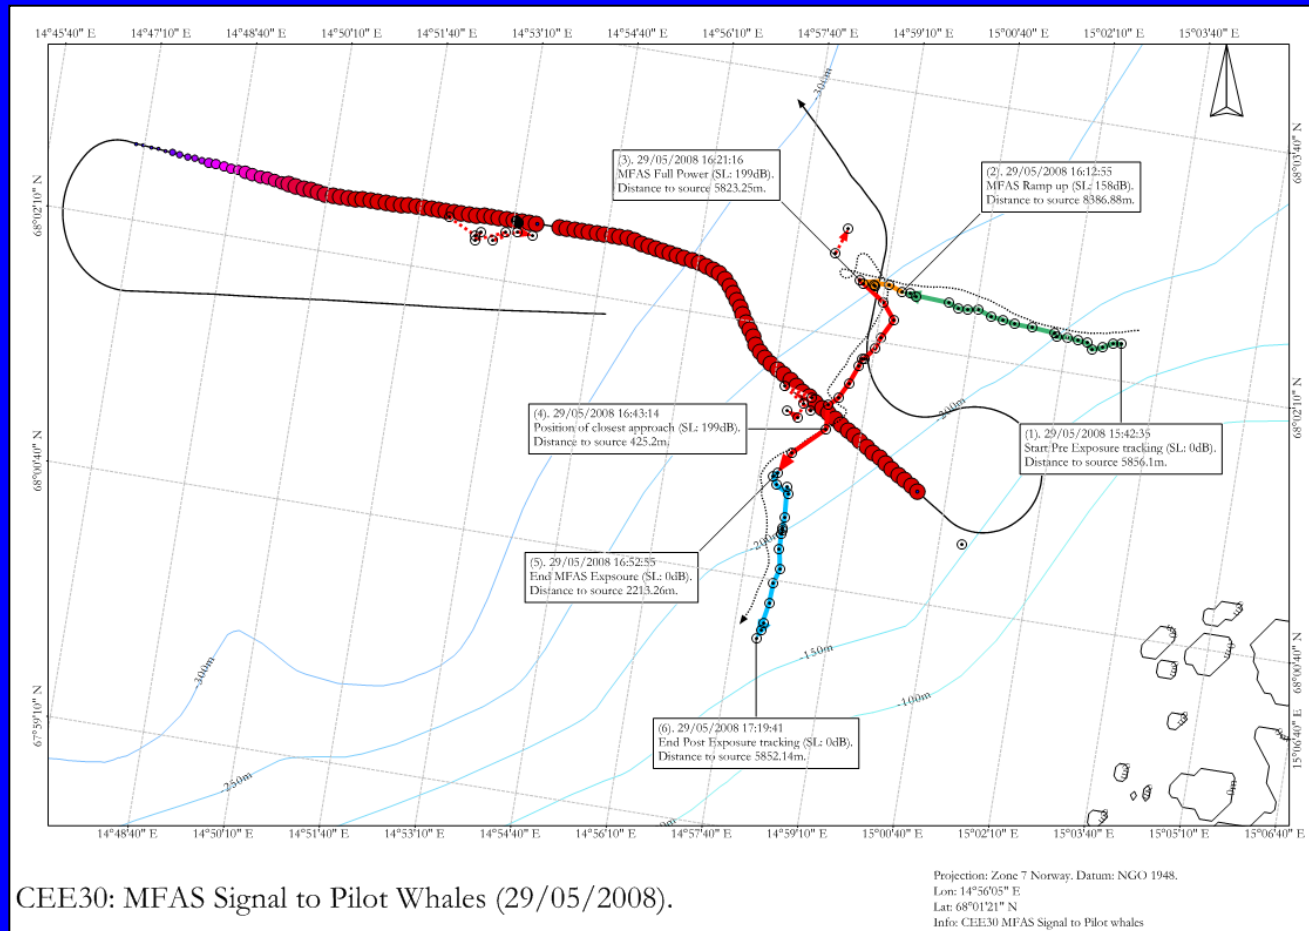 14°45'40" E 14°47'10" E 14°48'40" E 14°50'10" E 14°51'40" E 14°53'10" E 14°54'40" E 14°56'10" E 14°57'40" E 14°59'10" E 15°00'40" E 15°02'10" E 15°03'40" E
-300m
68°03'40" N
(3). 29/05/2008 16:21:16
MFAS Full Power (SL: 199dB).
Distance to source 5823.25m.
(2). 29/05/2008 16:12:55
MFAS Ramp up (SL: 158dB).
Distance to source 8386.88m.
68°02'10" N
68°02'10" N
-200m
(4). 29/05/2008 16:43:14
Position of closest approach (SL: 199dB).
Distance to source 425.2m.
(1). 29/05/2008 15:42:35
Start Pre Exposure tracking (SL: 0dB).
Distance to source 5856.1m.
68°00'40" N
-200m
(5). 29/05/2008 16:52:55
End MFAS Expsoure (SL: 0dB).
Distance to source 2213.26m.
-300m
-150m
68°00'40" N
-100m
67°59'10" N
(6). 29/05/2008 17:19:41
End Post Exposure tracking (SL: 0dB).
Distance to source 5852.14m.
15°06'40" E
-250m
0m
14°48'40" E 14°50'10" E 14°51'40" E 14°53'10" E 14°54'40" E 14°56'10" E 14°57'40" E 14°59'10" E 15°00'40" E 15°02'10" E 15°03'40" E 15°05'10" E 15°06'40" E
CEE30: MFAS Signal to Pilot Whales (29/05/2008).
Projection: Zone 7 Norway. Datum: NGO 1948.
Lon: 14°56'05" E
Lat: 68°01'21" N
Info: CEE30 MFAS Signal to Pilot whales